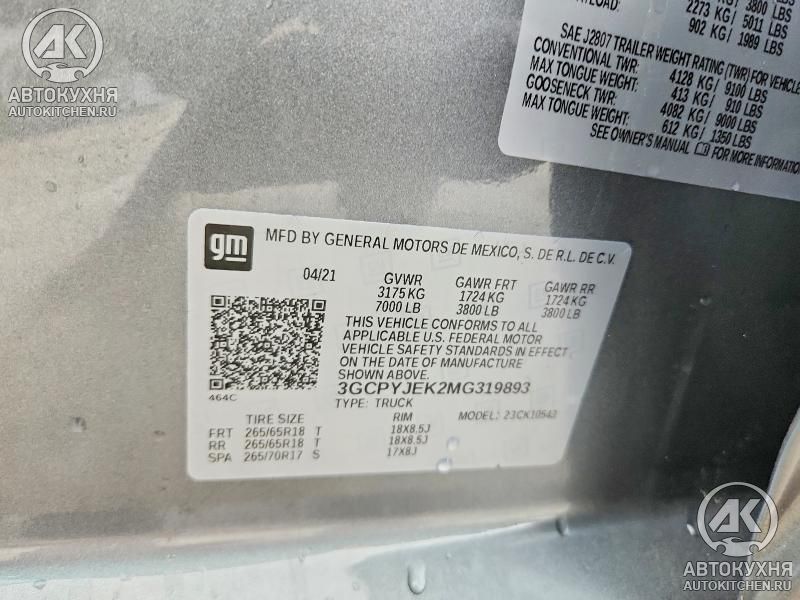 AK
АВТОКУХНЯ
AUTOKITCHEN.RU
3800 LBS
2273 KG / 5011 LBS
902 KG / 1989 LBS
SAE J2807 TRAILER WEIGHT RATING (TWR) FOR VEHICLE
CONVENTIONAL TWR: 4128 KG / 9100 LBS
MAX TONGUE WEIGHT: 413 KG / 910 LBS
GOOSENECK TWR: 4082 KG / 9000 LBS
MAX TONGUE WEIGHT: 612 KG / 1350 LBS
SEE OWNER'S MANUAL FOR MORE INFORMATION
gm
MFD BY GENERAL MOTORS DE MEXICO, S. DE R.L. DE C.V.
04/21 GVWR GAWR FRT GAWR RR
3175 KG 1724 KG 1724 KG
7000 LB 3800 LB 3800 LB
THIS VEHICLE CONFORMS TO ALL
APPLICABLE U.S. FEDERAL MOTOR
VEHICLE SAFETY STANDARDS IN EFFECT
ON THE DATE OF MANUFACTURE
SHOWN ABOVE.
3GCPYJEK2MG319893
464C
TYPE: TRUCK MODEL: 23CK10543
TIRE SIZE RIM
FRT 265/65R18 T 18X8.5J
RR 265/65R18 T 18X8.5J
SPA 265/70R17 S 17X8J
AK
АВТОКУХНЯ
AUTOKITCHEN.RU